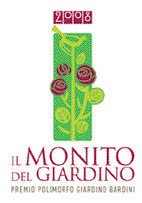 2008
IL MONITO
DEL GIARDINO
PREMIO POLIMORFO GIARDINO BARDINI